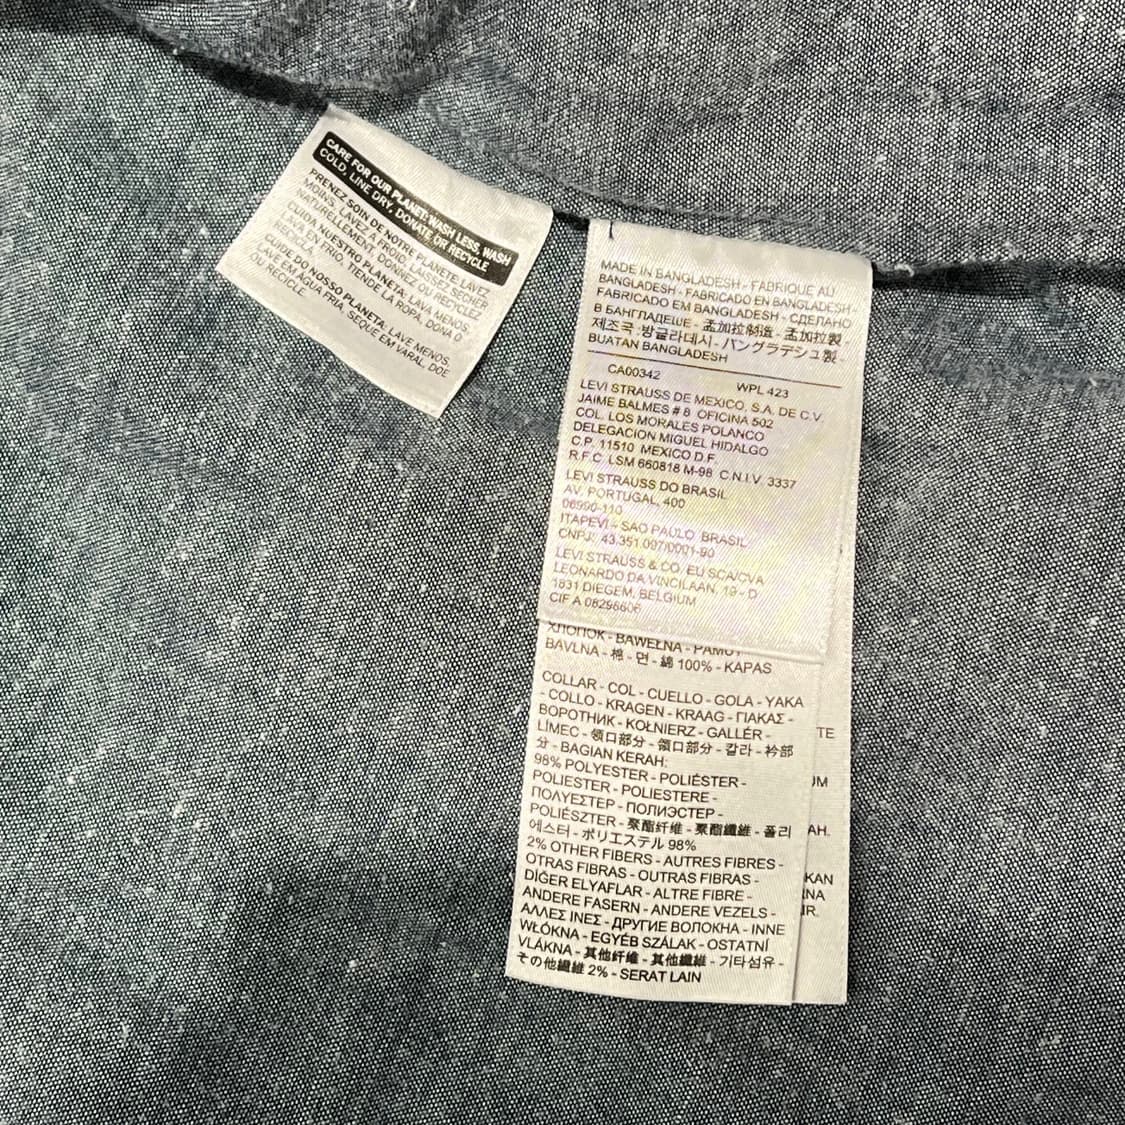 CARE FOR OUR PLANET: WASH LESS, WASH
COLD, LINE DRY, DONATE OR RECYCLE
PRENEZ SOIN DE NOTRE PLANETE: LAVEZ
MOINS, LAVEZ A FROID, LAISSEZ SECHER
NATURELLEMENT, DONNEZ OU RECYCLEZ
CUIDA NUESTRO PLANETA: LAVA MENOS,
LAVA EN FRIO, TIENDE LA ROPA, DONA O
RECICLA.
CUIDE DO NOSSO PLANETA: LAVE MENOS,
LAVE EM ÁGUA FRIA, SEQUE EM VARAL, DOE
OU RECICLE.
MADE IN BANGLADESH - FABRIQUE AU
BANGLADESH - FABRICADO EN BANGLADESH -
FABRICADO EM BANGLADESH - СДЕЛАНО
В БАНГЛАДЕШЕ - 孟加拉制造 - 孟加拉製
제조국 :방글라데시 - バングラデシュ製 -
BUATAN BANGLADESH
CA00342 WPL 423
LEVI STRAUSS DE MEXICO, S.A. DE C.V.
JAIME BALMES # 8 OFICINA 502
COL. LOS MORALES POLANCO
DELEGACION MIGUEL HIDALGO
C.P. 11510 MEXICO D.F.
R.F.C. LSM 660818 M-98 C.N.I.V. 3337
LEVI STRAUSS DO BRASIL
AV. PORTUGAL, 400
06990-110
ITAPEVI - SAO PAULO BRASIL
CNPJ: 43.351.097/0001-90
LEVI STRAUSS & CO. EU SCA/CVA
LEONARDO DA VINCILAAN, 19 - D
1831 DIEGEM, BELGIUM
CIF A 08296606
ХЛОПОК - BAWEŁNA - PAMUT
BAVLNA - 棉 - 면 - 綿 100% - KAPAS
COLLAR - COL - CUELLO - GOLA - YAKA
- COLLO - KRAGEN - KRAAG - ΓΙΑΚΑΣ -
ВОРОТНИК - KOŁNIERZ - GALLÉR -
LÍMEC - 领口部分 - 領口部分 - 칼라 - 衿部
分 - BAGIAN KERAH:
98% POLYESTER - POLIÉSTER -
POLIESTER - POLIESTERE -
ΠΟΛΥΕΣΤΕΡ - ПОЛИЭСТЕР -
POLIÉSZTER - 聚酯纤维 - 聚酯纖維 - 폴리
에스터 - ポリエステル 98%
2% OTHER FIBERS - AUTRES FIBRES -
OTRAS FIBRAS - OUTRAS FIBRAS -
DİĞER ELYAFLAR - ALTRE FIBRE -
ANDERE FASERN - ANDERE VEZELS -
ΑΛΛΕΣ ΙΝΕΣ - ДРУГИЕ ВОЛОКНА - INNE
WŁÓKNA - EGYÉB SZÁLAK - OSTATNÍ
VLÁKNA - 其他纤维 - 其他纖維 - 기타섬유 -
その他繊維 2% - SERAT LAIN
TE
UM
AH.
KAN
NA
IR.